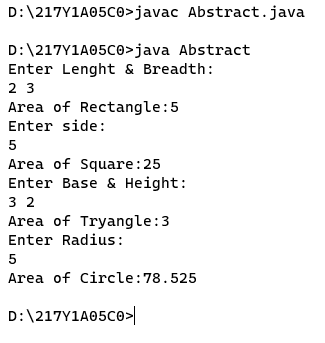 D:\217Y1A05C0>javac Abstract.java
D:\217Y1A05C0>java Abstract
Enter Lenght & Breadth:
2 3
Area of Rectangle:5
Enter side:
5
Area of Square:25
Enter Base & Height:
3 2
Area of Tryangle:3
Enter Radius:
5
Area of Circle:78.525
D:\217Y1A05C0>